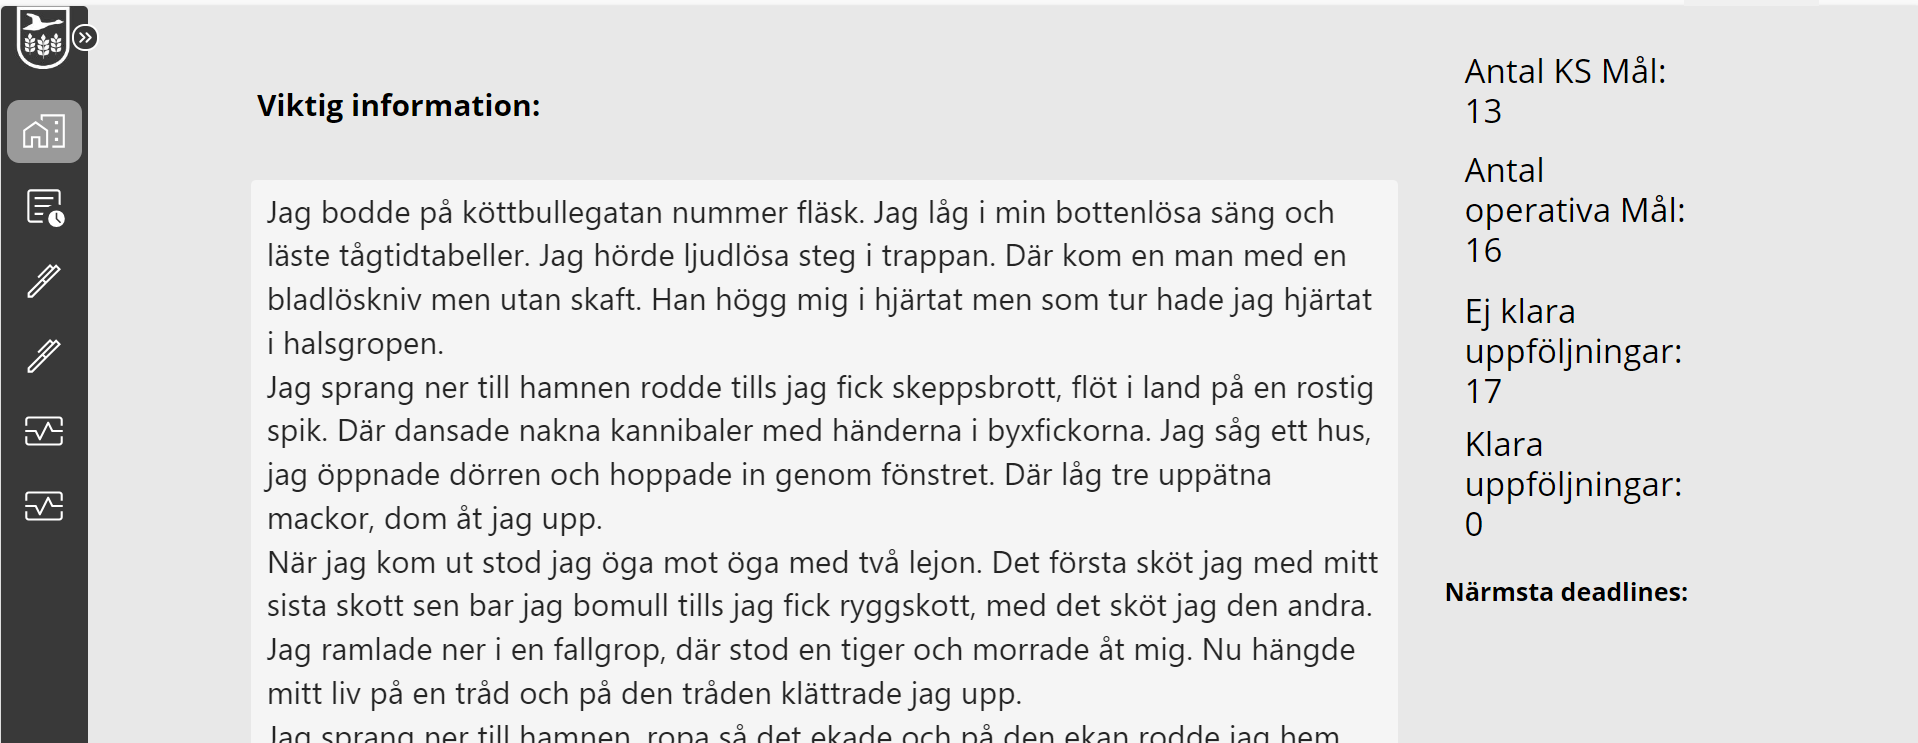 Viktig information:
Jag bodde på köttbullegatan nummer fläsk. Jag låg i min bottenlösa säng och
läste tågtidtabeller. Jag hörde ljudlösa steg i trappan. Där kom en man med en
bladlöskniv men utan skaft. Han högg mig i hjärtat men som tur hade jag hjärtat
i halsgropen.
Jag sprang ner till hamnen rodde tills jag fick skeppsbrott, flöt i land på en rostig
spik. Där dansade nakna kannibaler med händerna i byxfickorna. Jag såg ett hus,
jag öppnade dörren och hoppade in genom fönstret. Där låg tre uppätna
mackor, dom åt jag upp.
När jag kom ut stod jag öga mot öga med två lejon. Det första sköt jag med mitt
sista skott sen bar jag bomull tills jag fick ryggskott, med det sköt jag den andra.
Jag ramlade ner i en fallgrop, där stod en tiger och morrade åt mig. Nu hängde
mitt liv på en tråd och på den tråden klättrade jag upp.
Jag sprang ner till hamnen, ropa så det ekade och på den ekan rodde jag hem
Antal KS Mål:
13
Antal
operativa Mål:
16
Ej klara
uppföljningar:
17
Klara
uppföljningar:
0
Närmsta deadlines: